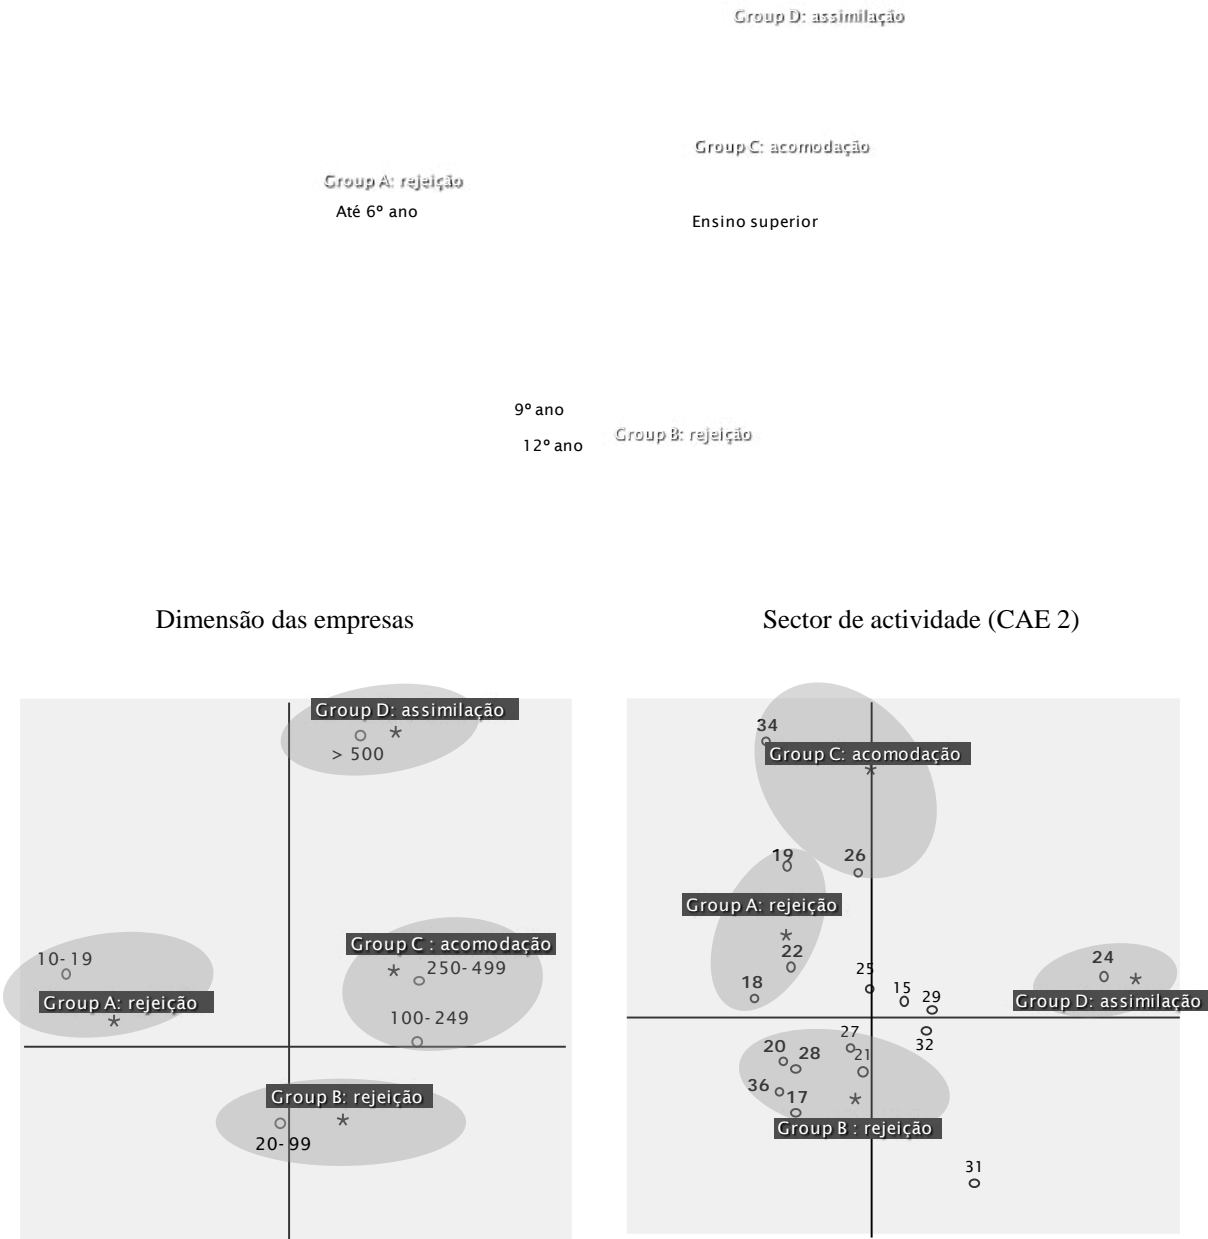 Group D: assimilação
Group C: acomodação
Group A: rejeição
Até 6º ano
Ensino superior
9º ano
Group B: rejeição
12º ano
Dimensão das empresas
Group D: assimilação
> 500
Group C : acomodação
10-19
250-499
Group A: rejeição
100-249
Group B: rejeição
20-99
Sector de actividade (CAE 2)
34
Group C: acomodação
19
26
Group A: rejeição
22
25
24
18
15
29
Group D: assimilação
27
32
20
28
21
36
17
Group B : rejeição
31